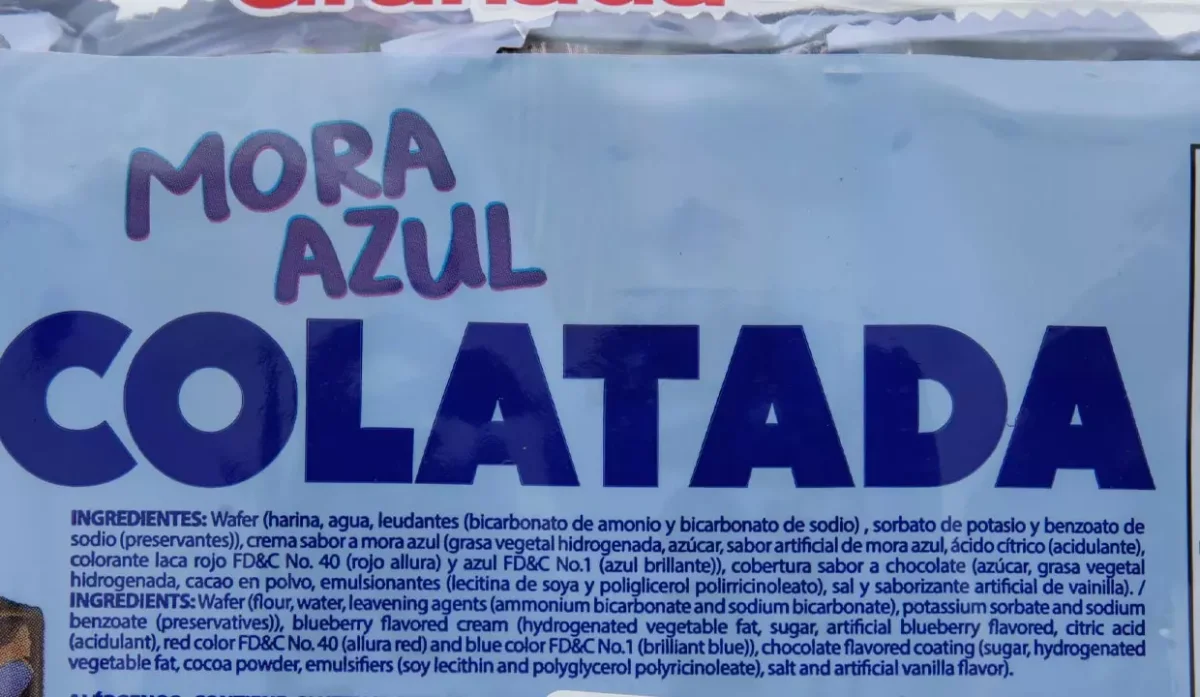 MORA
AZUL
COLATADA
INGREDIENTES: Wafer (harina, agua, leudantes (bicarbonato de amonio y bicarbonato de sodio) , sorbato de potasio y benzoato de
sodio (preservantes)), crema sabor a mora azul (grasa vegetal hidrogenada, azúcar, sabor artificial de mora azul, ácido cítrico (acidulante),
colorante laca rojo FD&C No. 40 (rojo allura) y azul FD&C No.1 (azul brillante)), cobertura sabor a chocolate (azúcar, grasa vegetal
hidrogenada, cacao en polvo, emulsionantes (lecitina de soya y poliglicerol polirricinoleato), sal y saborizante artificial de vainilla). /
INGREDIENTS: Wafer (flour, water, leavening agents (ammonium bicarbonate and sodium bicarbonate), potassium sorbate and sodium
benzoate (preservatives)), blueberry flavored cream (hydrogenated vegetable fat, sugar, artificial blueberry flavored, citric acid
(acidulant), red color FD&C No. 40 (allura red) and blue color FD&C No.1 (brilliant blue)), chocolate flavored coating (sugar, hydrogenated
vegetable fat, cocoa powder, emulsifiers (soy lecithin and polyglycerol polyricinoleate), salt and artificial vanilla flavor).